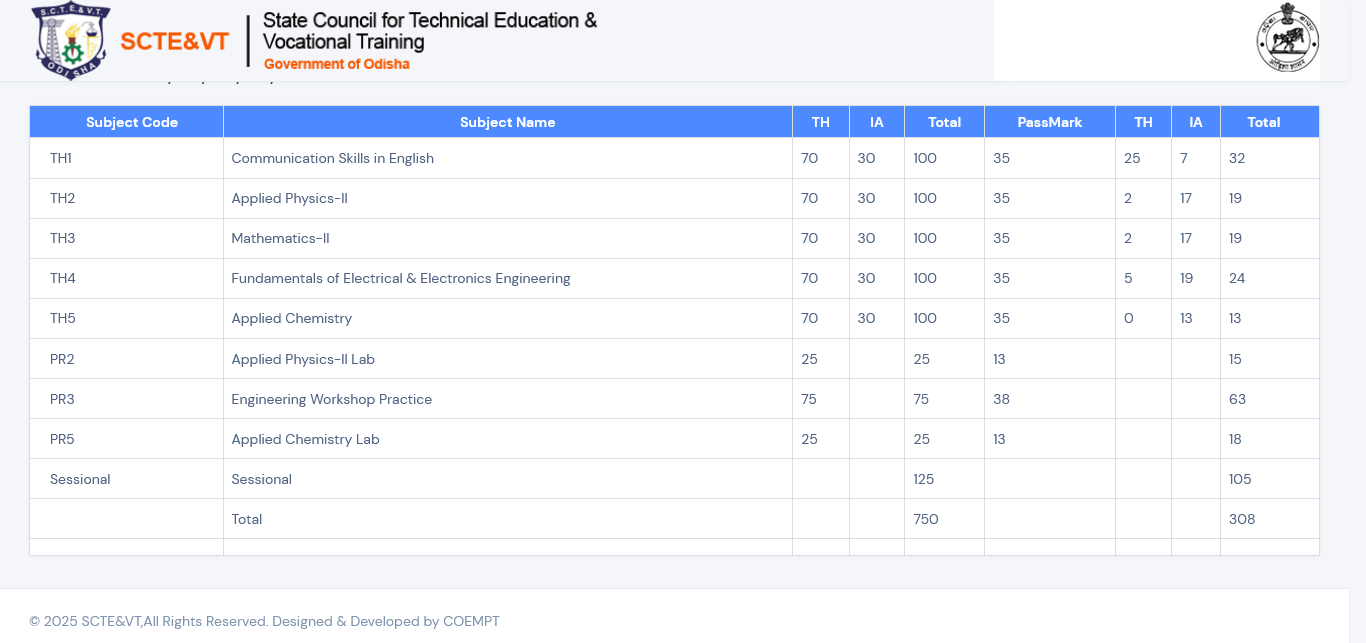 S.C.T.E.&V.T.
ODISHA
SCTE&VT
State Council for Technical Education &
Vocational Training
Government of Odisha
Subject Code Subject Name TH IA Total PassMark TH IA Total
TH1 Communication Skills in English 70 30 100 35 25 7 32
TH2 Applied Physics-II 70 30 100 35 2 17 19
TH3 Mathematics-II 70 30 100 35 2 17 19
TH4 Fundamentals of Electrical & Electronics Engineering 70 30 100 35 5 19 24
TH5 Applied Chemistry 70 30 100 35 0 13 13
PR2 Applied Physics-II Lab 25 25 13 15
PR3 Engineering Workshop Practice 75 75 38 63
PR5 Applied Chemistry Lab 25 25 13 18
Sessional Sessional 125 105
Total 750 308
© 2025 SCTE&VT,All Rights Reserved. Designed & Developed by COEMPT